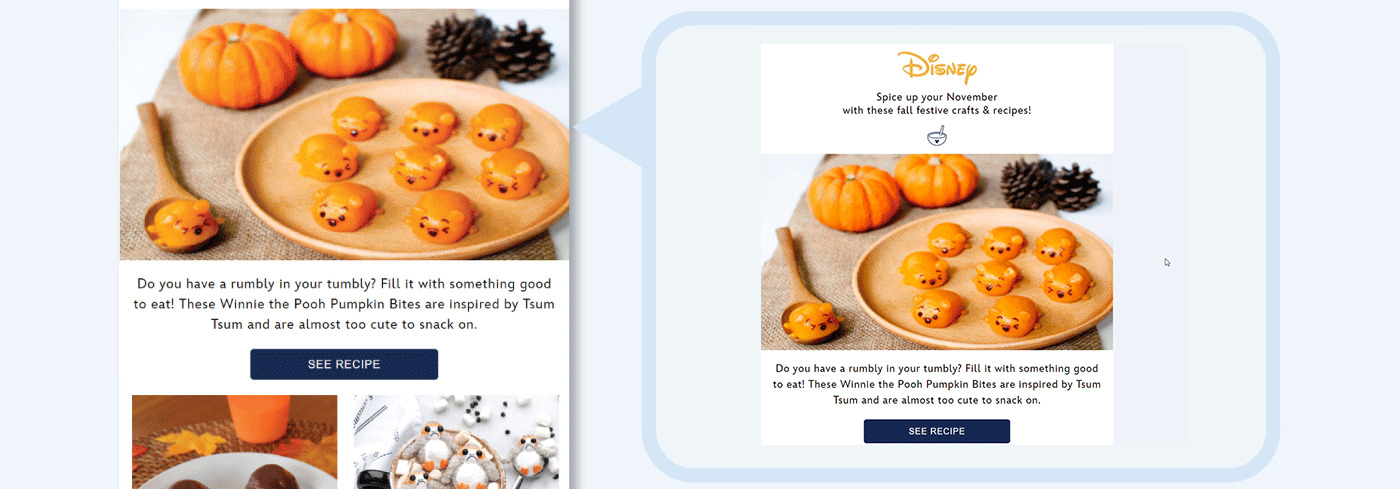 Do you have a rumbly in your tumbly? Fill it with something good
to eat! These Winnie the Pooh Pumpkin Bites are inspired by Tsum
Tsum and are almost too cute to snack on.
SEE RECIPE
Disney
Spice up your November
with these fall festive crafts & recipes!
Do you have a rumbly in your tumbly? Fill it with something good
to eat! These Winnie the Pooh Pumpkin Bites are inspired by Tsum
Tsum and are almost too cute to snack on.
SEE RECIPE